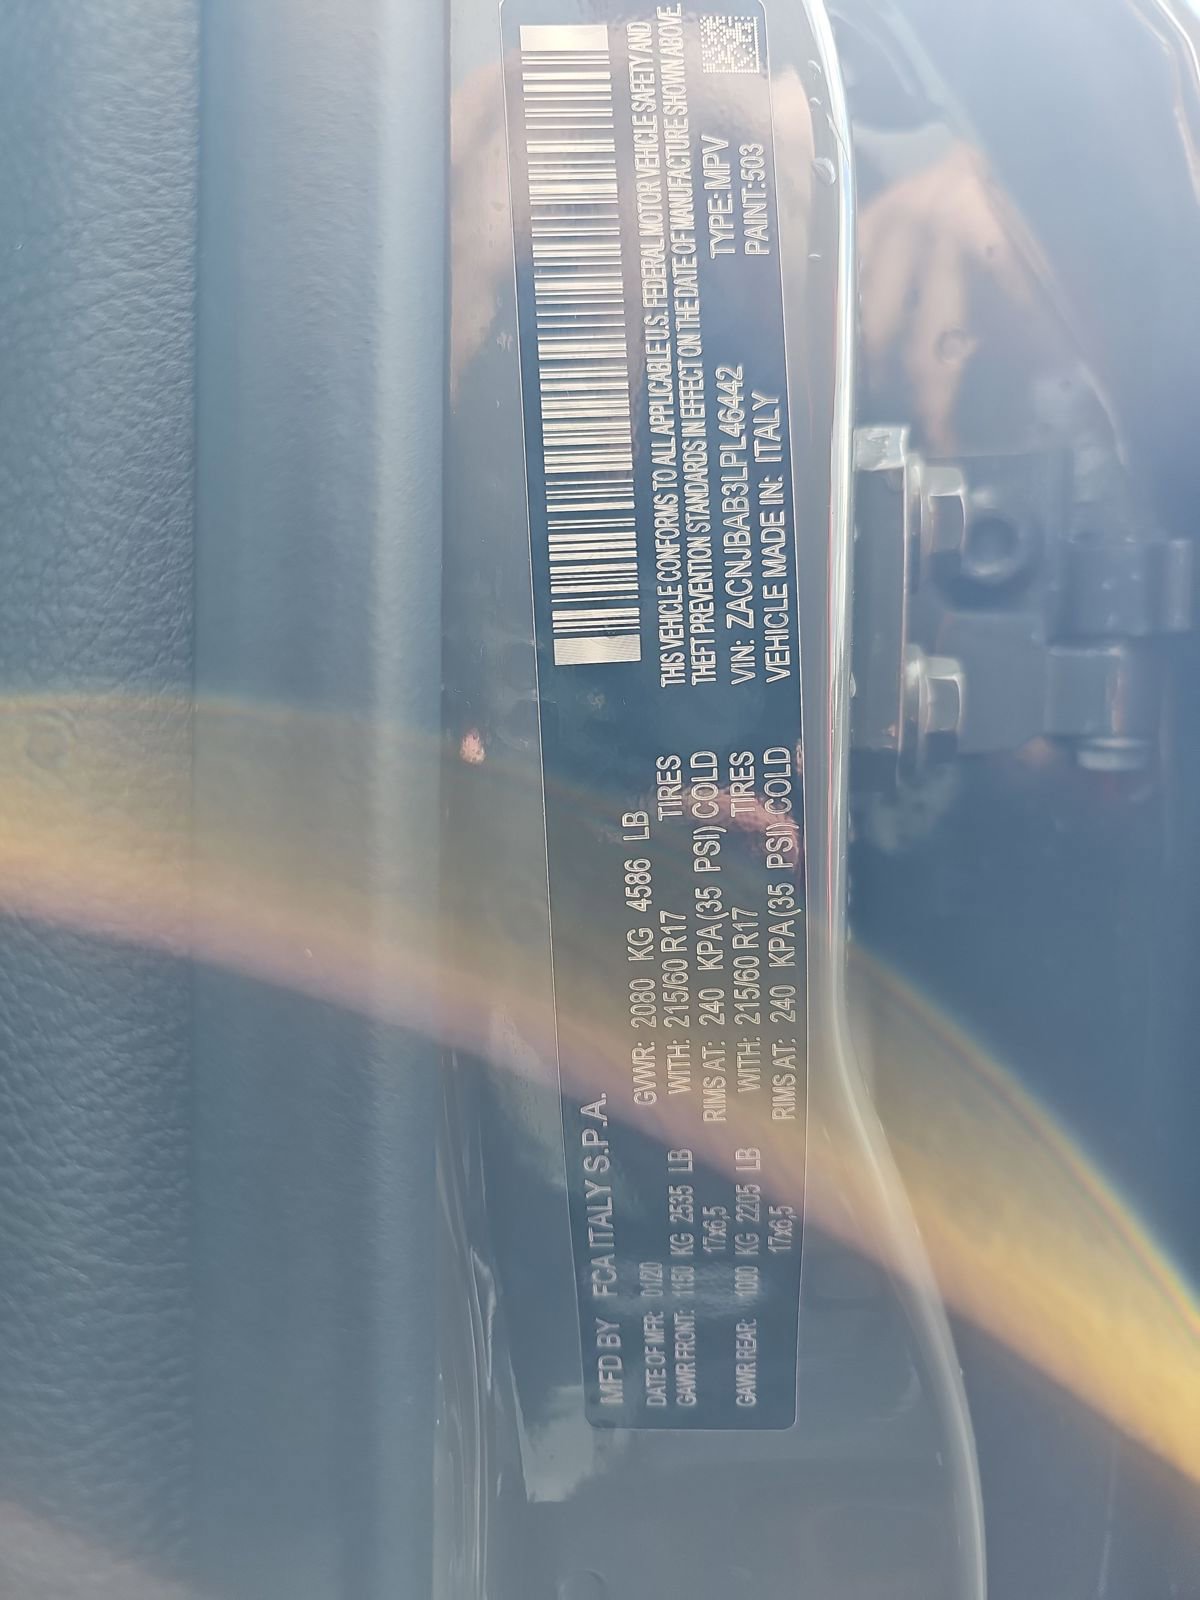 MFD BY FCA ITALY S.P.A.
DATE OF MFR: 01/20 GVWR: 2080 KG 4586 LB
GAWR FRONT: 1150 KG 2535 LB WITH: 215/60 R17 TIRES
17x6,5 RIMS AT: 240 KPA(35 PSI) COLD
GAWR REAR: 1000 KG 2205 LB WITH: 215/60 R17 TIRES
17x6,5 RIMS AT: 240 KPA(35 PSI) COLD
THIS VEHICLE CONFORMS TO ALL APPLICABLE U.S. FEDERAL MOTOR VEHICLE SAFETY AND
THEFT PREVENTION STANDARDS IN EFFECT ON THE DATE OF MANUFACTURE SHOWN ABOVE.
VIN: ZACNJBAB3LPL46442 TYPE: MPV
VEHICLE MADE IN: ITALY PAINT:503